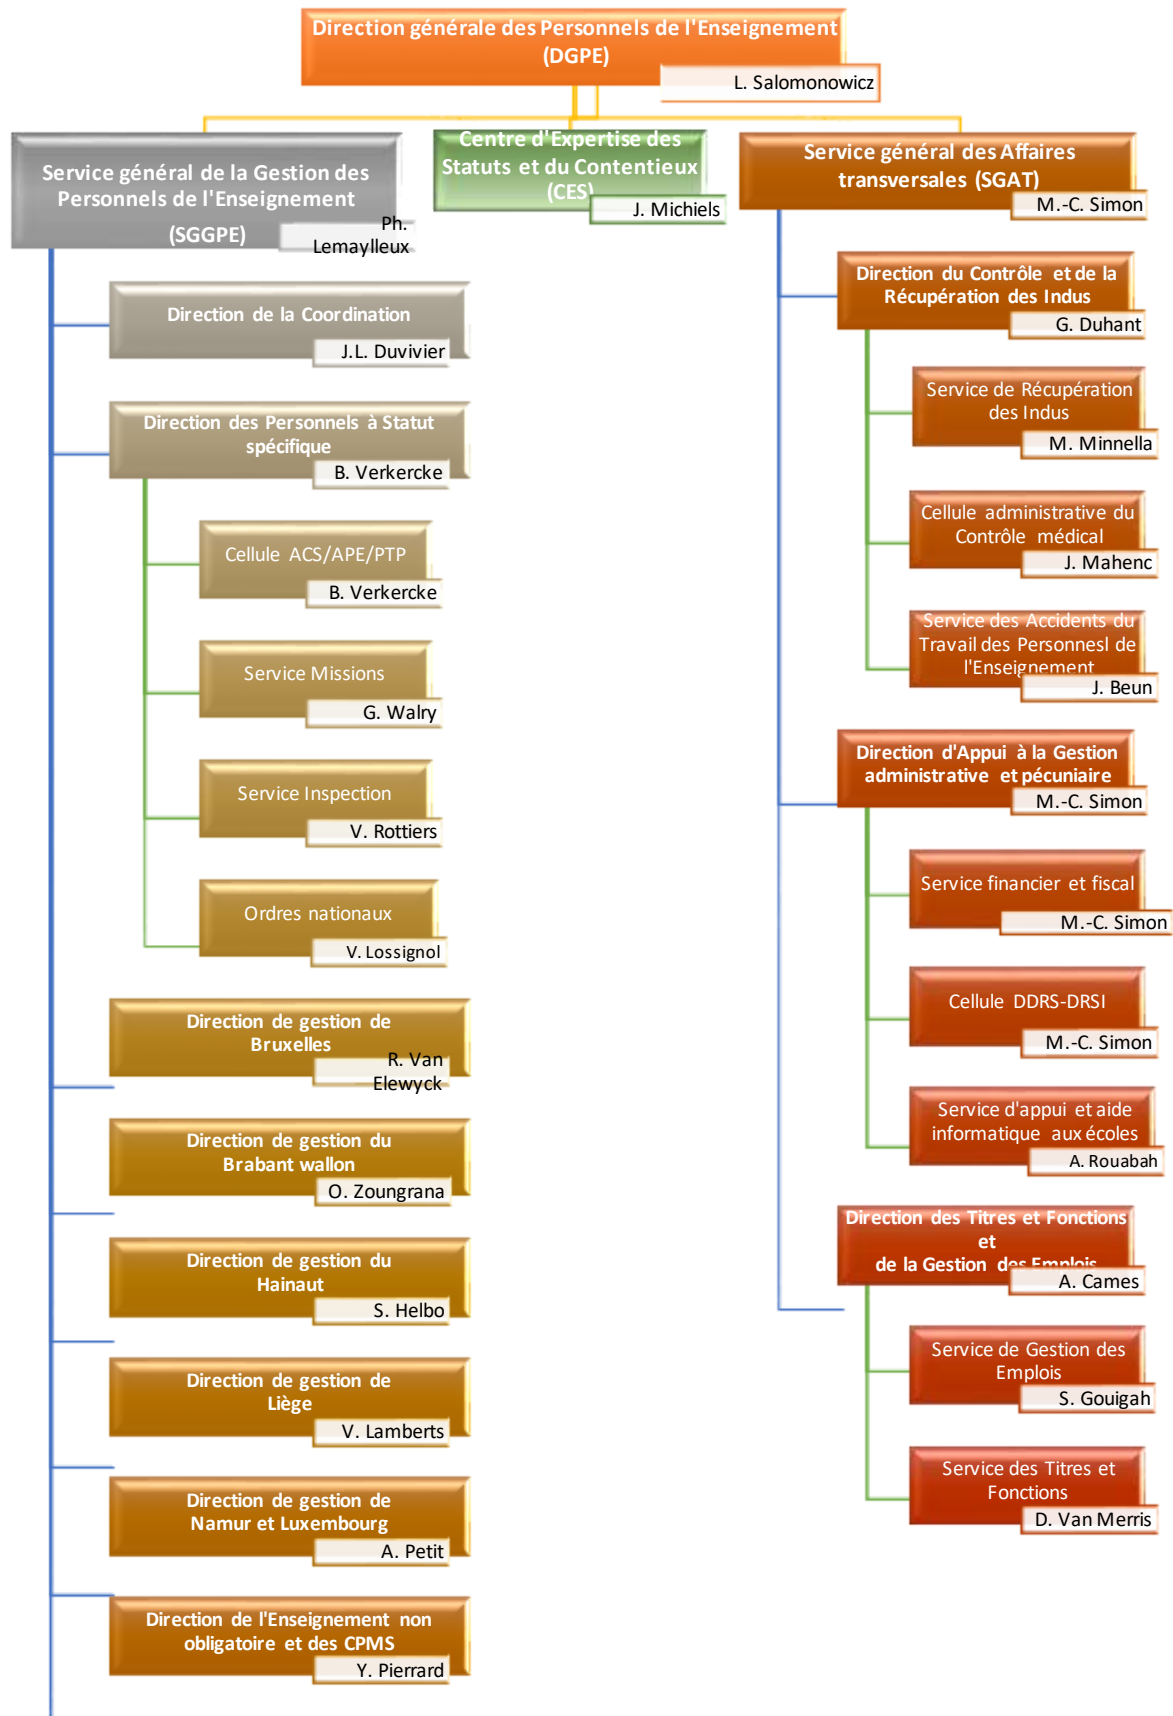 Direction générale des Personnels de l'Enseignement
(DGPE)
L. Salomonowicz
Service général de la Gestion des
Personnels de l'Enseignement
(SGGPE)
Ph.
Lemaylleux
Direction de la Coordination
J.L. Duvivier
Direction des Personnels à Statut
spécifique
B. Verkercke
Cellule ACS/APE/PTP
B. Verkercke
Service Missions
G. Walry
Service Inspection
V. Rottiers
Ordres nationaux
V. Lossignol
Direction de gestion de
Bruxelles
R. Van
Elewyck
Direction de gestion du
Brabant wallon
O. Zoungrana
Direction de gestion du
Hainaut
S. Helbo
Direction de gestion de
Liège
V. Lamberts
Direction de gestion de
Namur et Luxembourg
A. Petit
Direction de l'Enseignement non
obligatoire et des CPMS
Y. Pierrard
Centre d'Expertise des
Statuts et du Contentieux
(CES)
J. Michiels
Service général des Affaires
transversales (SGAT)
M.-C. Simon
Direction du Contrôle et de la
Récupération des Indus
G. Duhant
Service de Récupération
des Indus
M. Minnella
Cellule administrative du
Contrôle médical
J. Mahenc
Service des Accidents du
Travail des Personnesl de
l'Enseignement
J. Beun
Direction d'Appui à la Gestion
administrative et pécuniaire
M.-C. Simon
Service financier et fiscal
M.-C. Simon
Cellule DDRS-DRSI
M.-C. Simon
Service d'appui et aide
informatique aux écoles
A. Rouabah
Direction des Titres et Fonctions
et
de la Gestion des Emplois
A. Cames
Service de Gestion des
Emplois
S. Gouigah
Service des Titres et
Fonctions
D. Van Merris